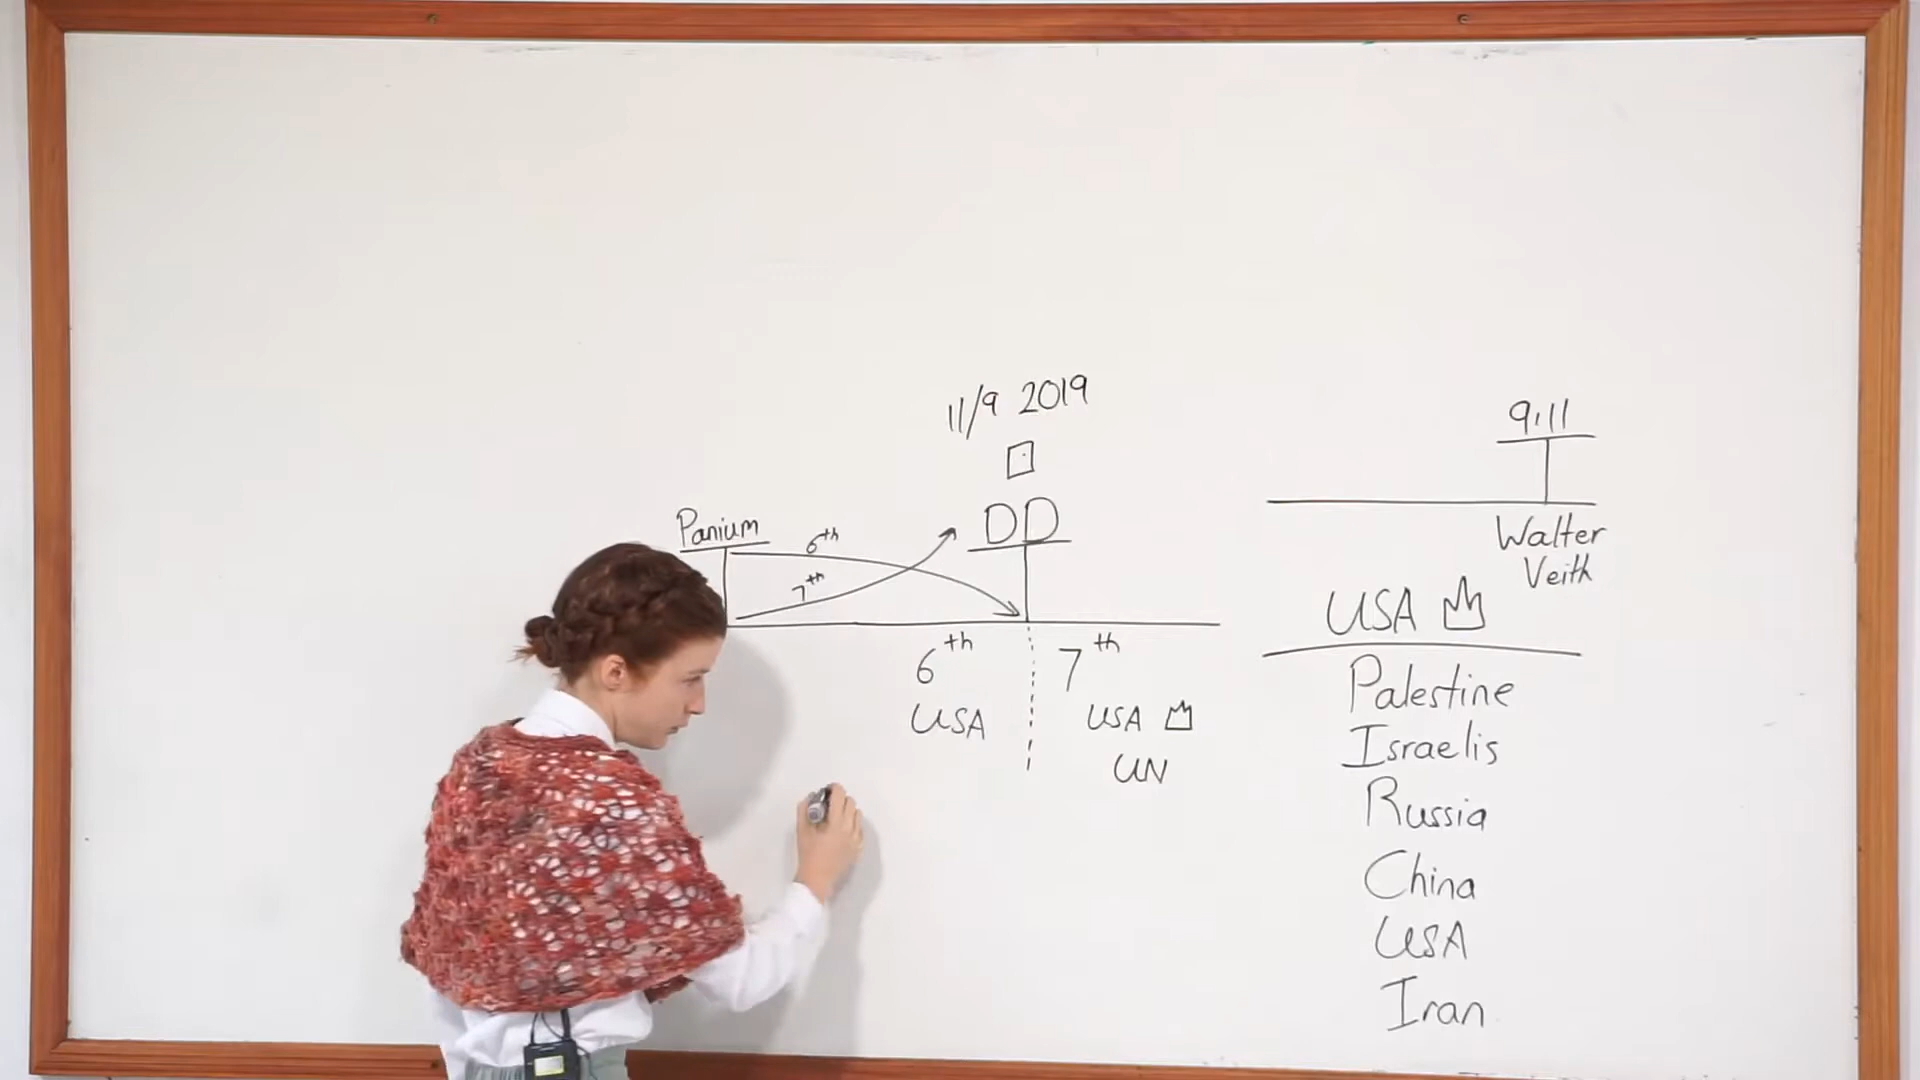 11/9 2019
DD
Panium
6th
7th
6th
USA
7th
USA
UN
9/11
Walter
Veith
USA
Palestine
Israelis
Russia
China
USA
Iran